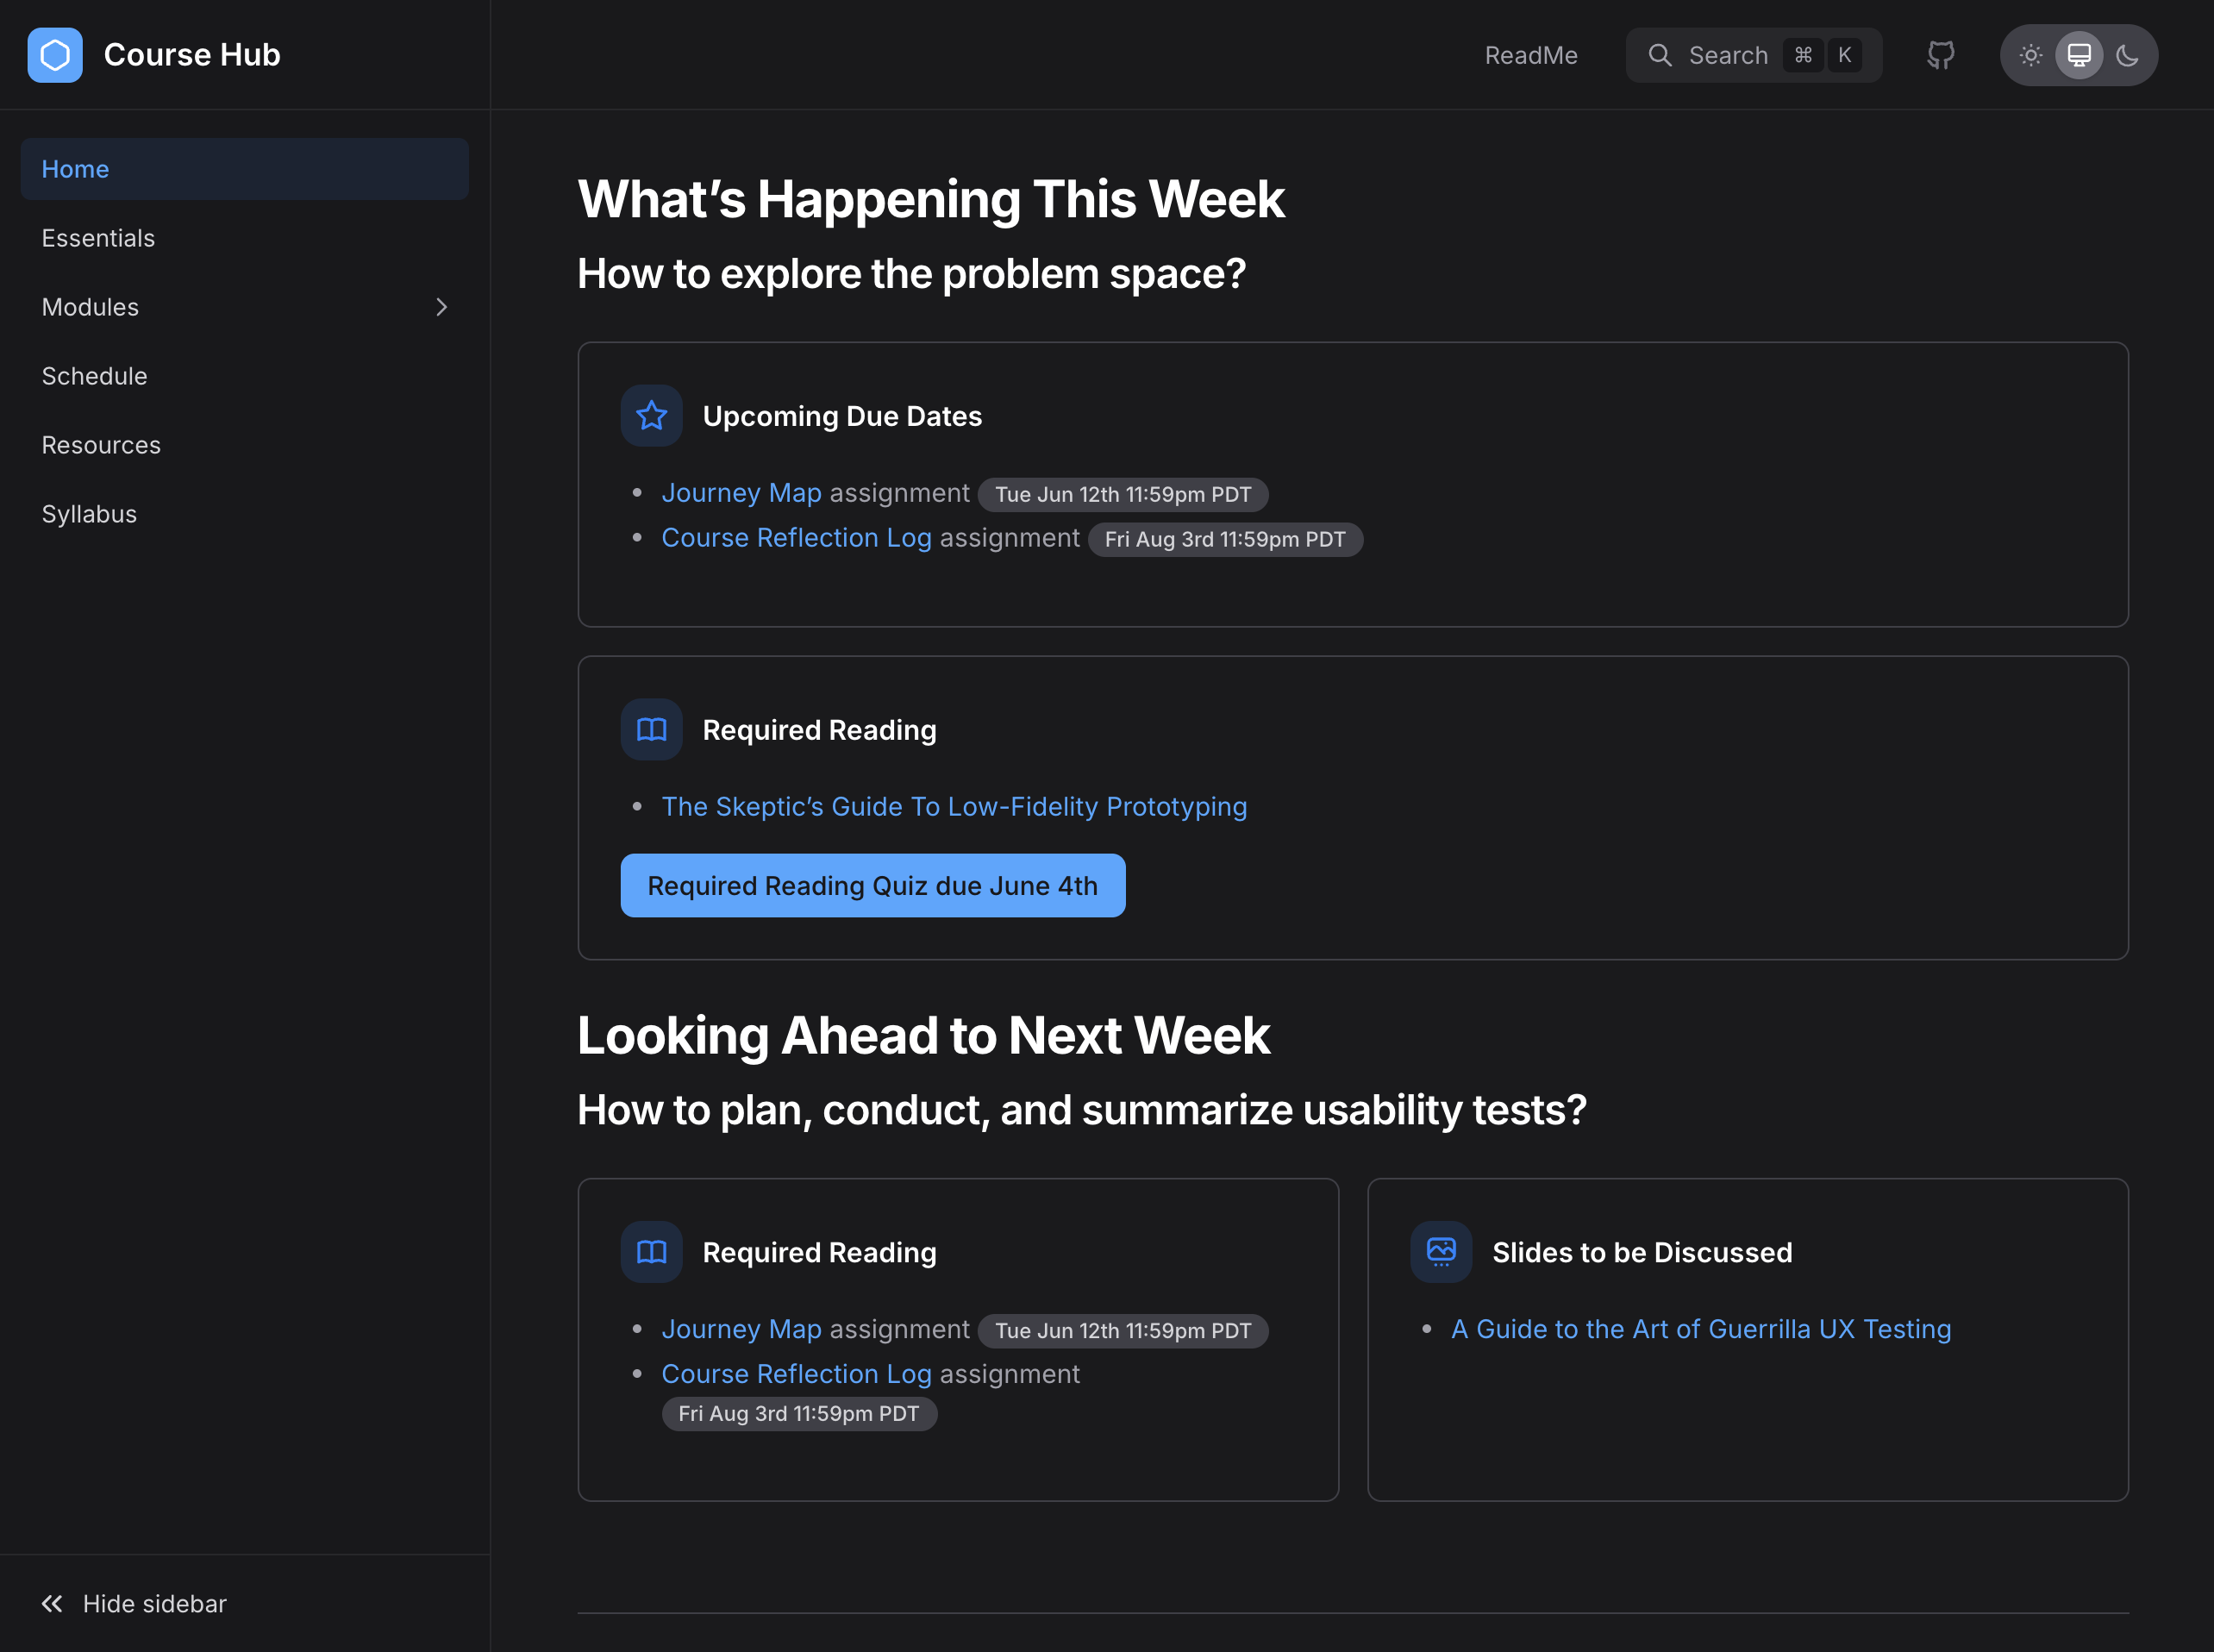 Course Hub
ReadMe
Search ⌘ K
Home
Essentials
Modules
Schedule
Resources
Syllabus
What’s Happening This Week
How to explore the problem space?
Upcoming Due Dates
Journey Map assignment Tue Jun 12th 11:59pm PDT
Course Reflection Log assignment Fri Aug 3rd 11:59pm PDT
Required Reading
The Skeptic’s Guide To Low-Fidelity Prototyping
Required Reading Quiz due June 4th
Looking Ahead to Next Week
How to plan, conduct, and summarize usability tests?
Required Reading
Journey Map assignment Tue Jun 12th 11:59pm PDT
Course Reflection Log assignment
Fri Aug 3rd 11:59pm PDT
Slides to be Discussed
A Guide to the Art of Guerrilla UX Testing
Hide sidebar